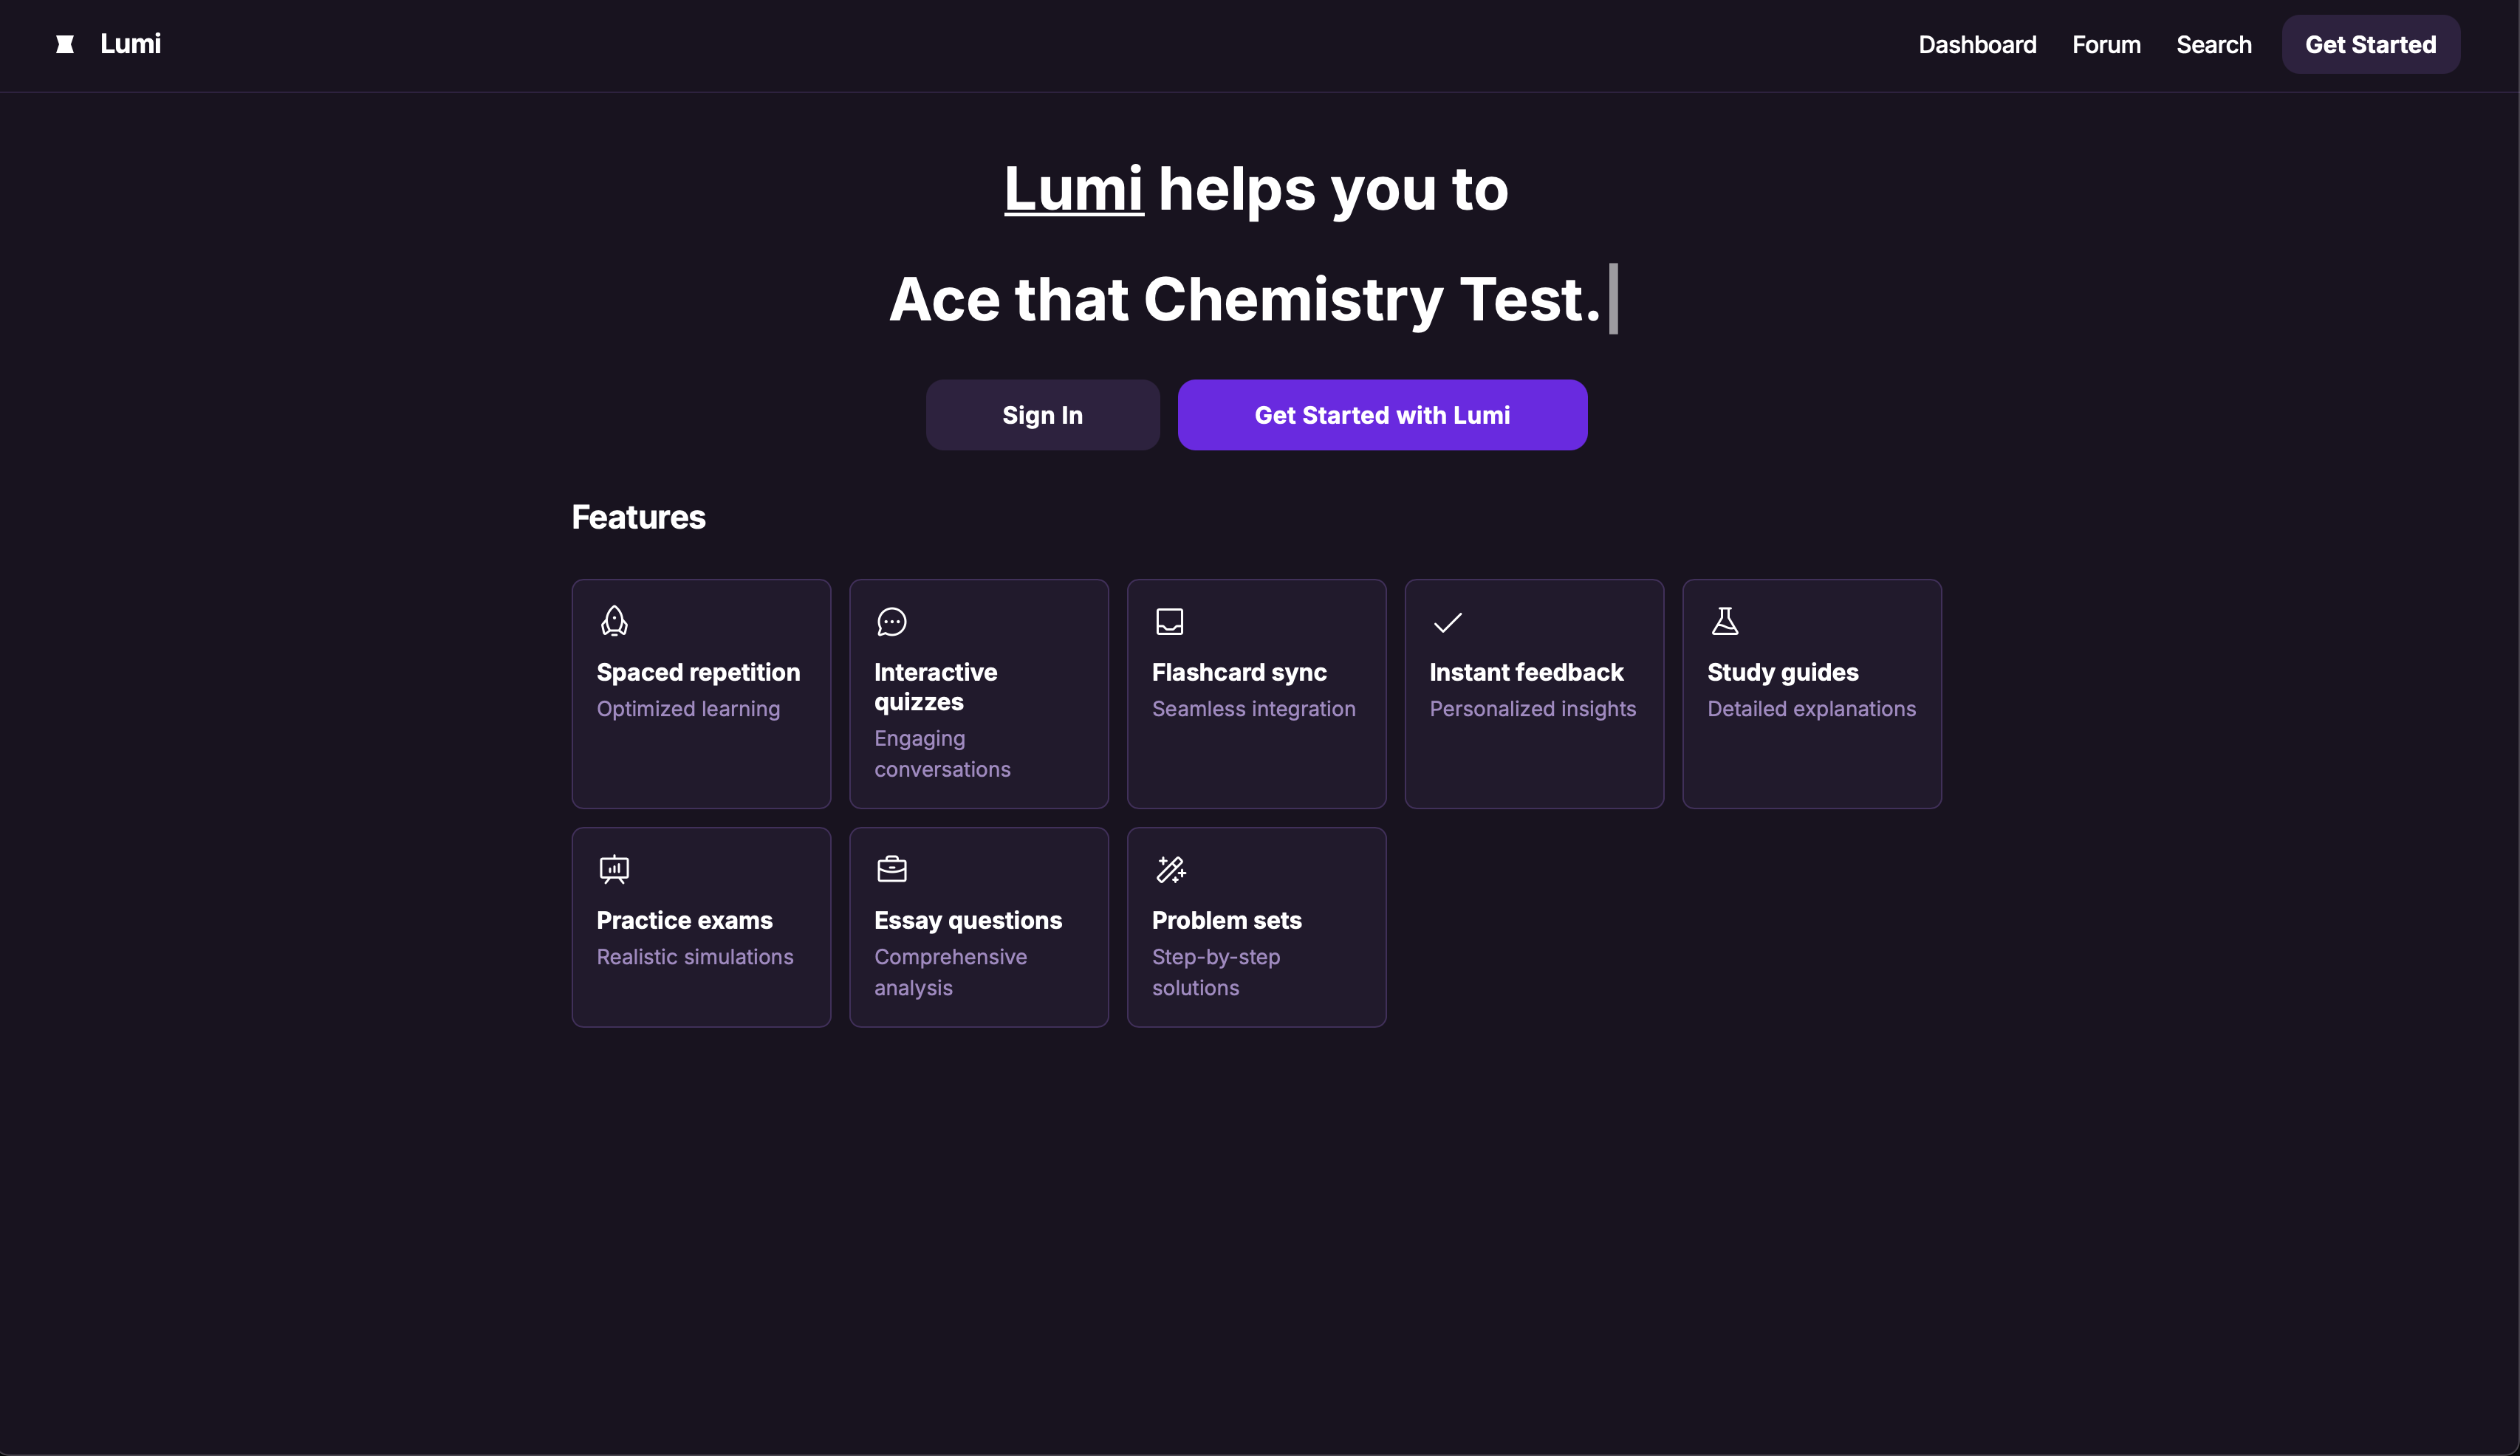 Lumi
Dashboard
Forum
Search
Get Started
Lumi helps you to
Ace that Chemistry Test.
Sign In
Get Started with Lumi
Features
Spaced repetition
Optimized learning
Interactive
quizzes
Engaging
conversations
Flashcard sync
Seamless integration
Instant feedback
Personalized insights
Study guides
Detailed explanations
Practice exams
Realistic simulations
Essay questions
Comprehensive
analysis
Problem sets
Step-by-step
solutions